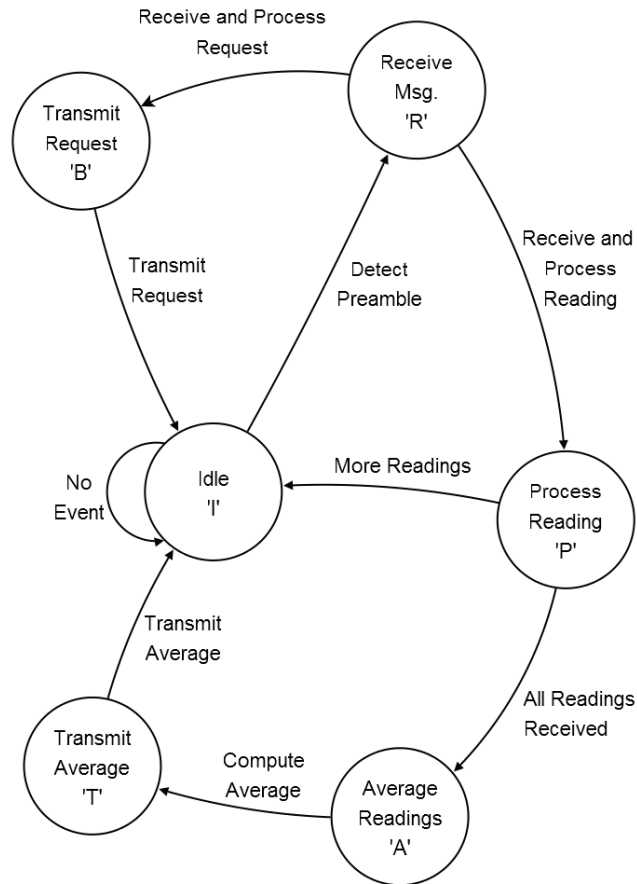 Receive and Process
Request
Receive
Msg.
'R'
Transmit
Request
'B'
Transmit
Request
Detect
Preamble
Receive and
Process
Reading
No
Event
Idle
'I'
More Readings
Process
Reading
'P'
Transmit
Average
All Readings
Received
Transmit
Average
'T'
Compute
Average
Average
Readings
'A'